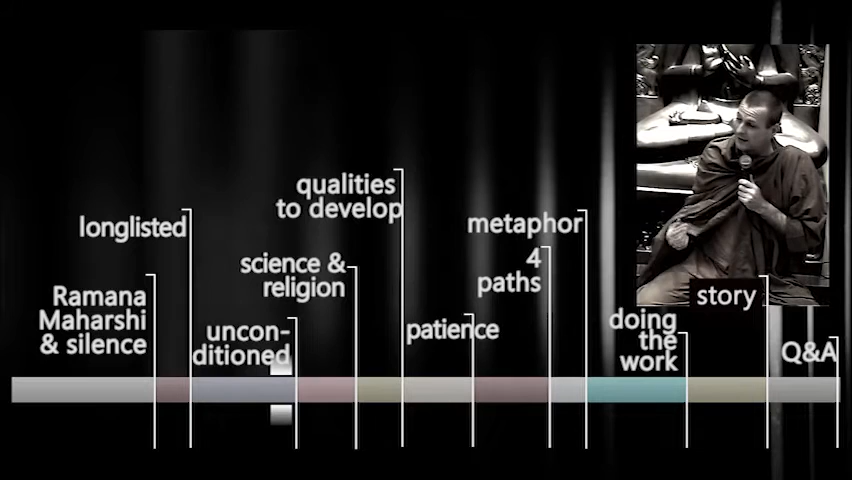 Ramana
Maharshi
& silence
longlisted
uncon-
ditioned
science &
religion
qualities
to develop
patience
4
paths
metaphor
doing
the
work
story
Q&A